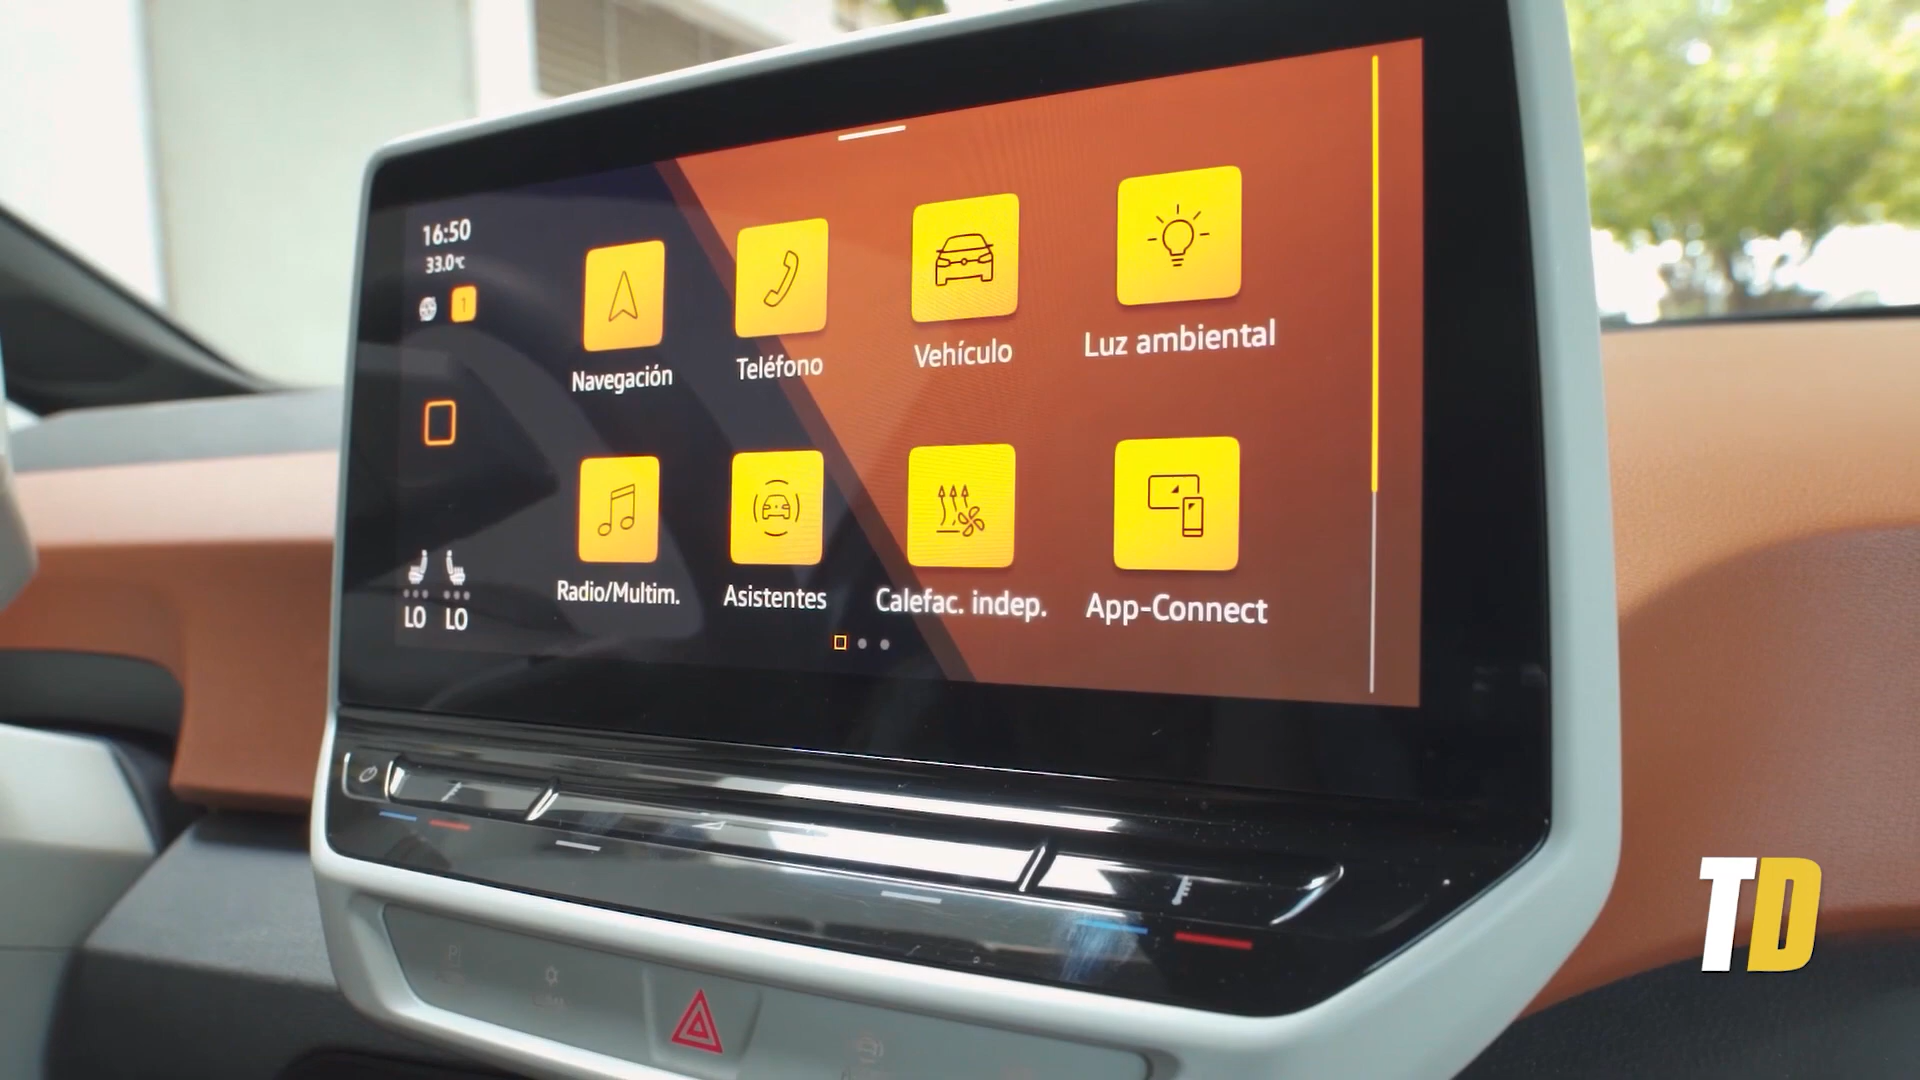 16:50
33.0°C
1
Navegación
Teléfono
Vehículo
Luz ambiental
Radio/Multim.
Asistentes
Calefac. indep.
App-Connect
LO LO
TD